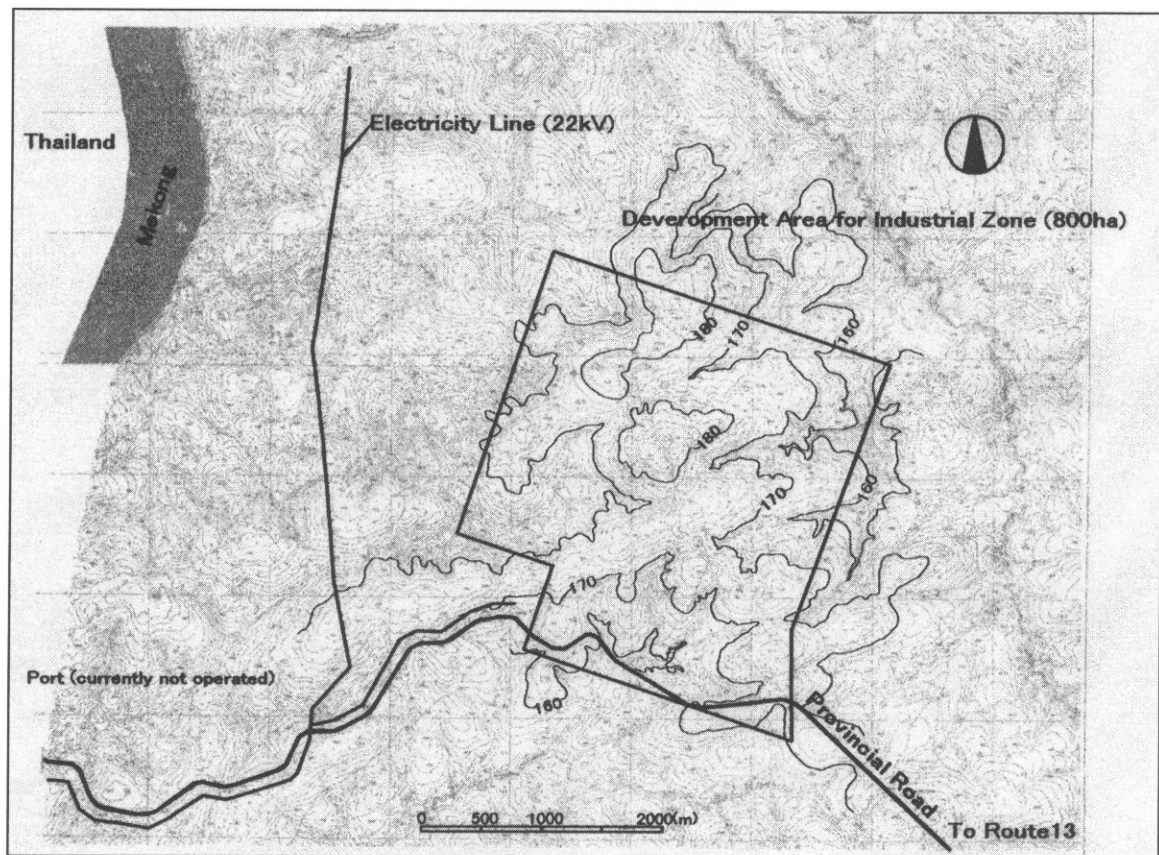 Electricity Line (22kV)
Thailand
Mekong
Deveropment Area for Industrial Zone (800ha)
180
170
160
180
160
170
170
160
Port (currently not operated)
Provincial Road
To Route13
0 500 1000 2000(m)